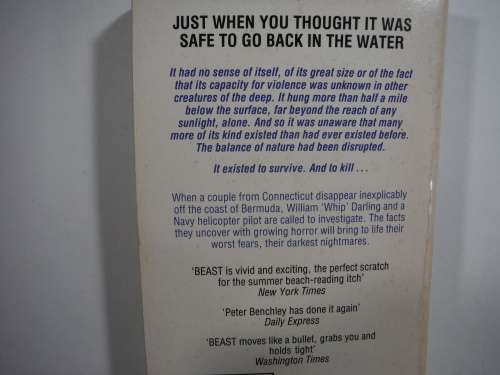 JUST WHEN YOU THOUGHT IT WAS
SAFE TO GO BACK IN THE WATER
It had no sense of itself, of its great size or of the fact
that its capacity for violence was unknown in other
creatures of the deep. It hung more than half a mile
below the surface, far beyond the reach of any
sunlight, alone. And so it was unaware that many
more of its kind existed than had ever existed before.
The balance of nature had been disrupted.
It existed to survive. And to kill . . .
When a couple from Connecticut disappear inexplicably
off the coast of Bermuda, William 'Whip' Darling and a
Navy helicopter pilot are called to investigate. The facts
they uncover with growing horror will bring to life their
worst fears, their darkest nightmares.
'BEAST is vivid and exciting, the perfect scratch
for the summer beach-reading itch'
New York Times
'Peter Benchley has done it again'
Daily Express
'BEAST moves like a bullet, grabs you and
holds tight'
Washington Times